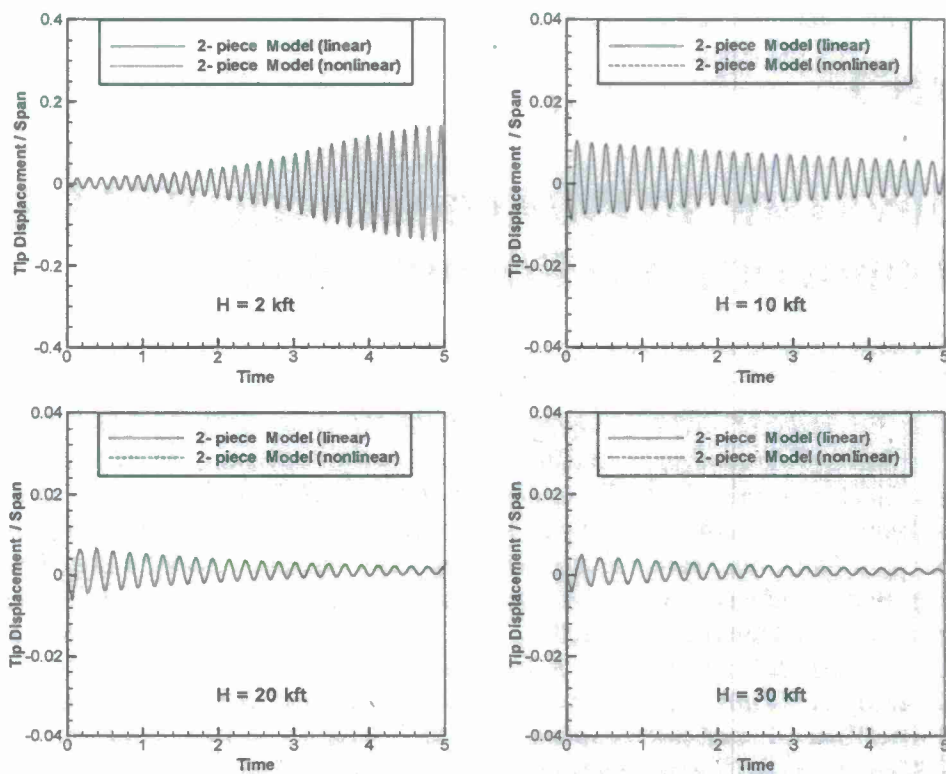 2- piece Model (linear)
2- piece Model (nonlinear)
Tip Displacement / Span
0.4
0.2
0
-0.2
-0.4
H = 2 kft
0 1 2 3 4 5
Time
2- piece Model (linear)
2- piece Model (nonlinear)
Tip Displacement / Span
0.04
0.02
0
-0.02
-0.04
H = 10 kft
0 1 2 3 4 5
Time
2- piece Model (linear)
2- piece Model (nonlinear)
Tip Displacement / Span
0.04
0.02
0
-0.02
-0.04
H = 20 kft
0 1 2 3 4 5
Time
2- piece Model (linear)
2- piece Model (nonlinear)
Tip Displacement / Span
0.04
0.02
0
-0.02
-0.04
H = 30 kft
0 1 2 3 4 5
Time